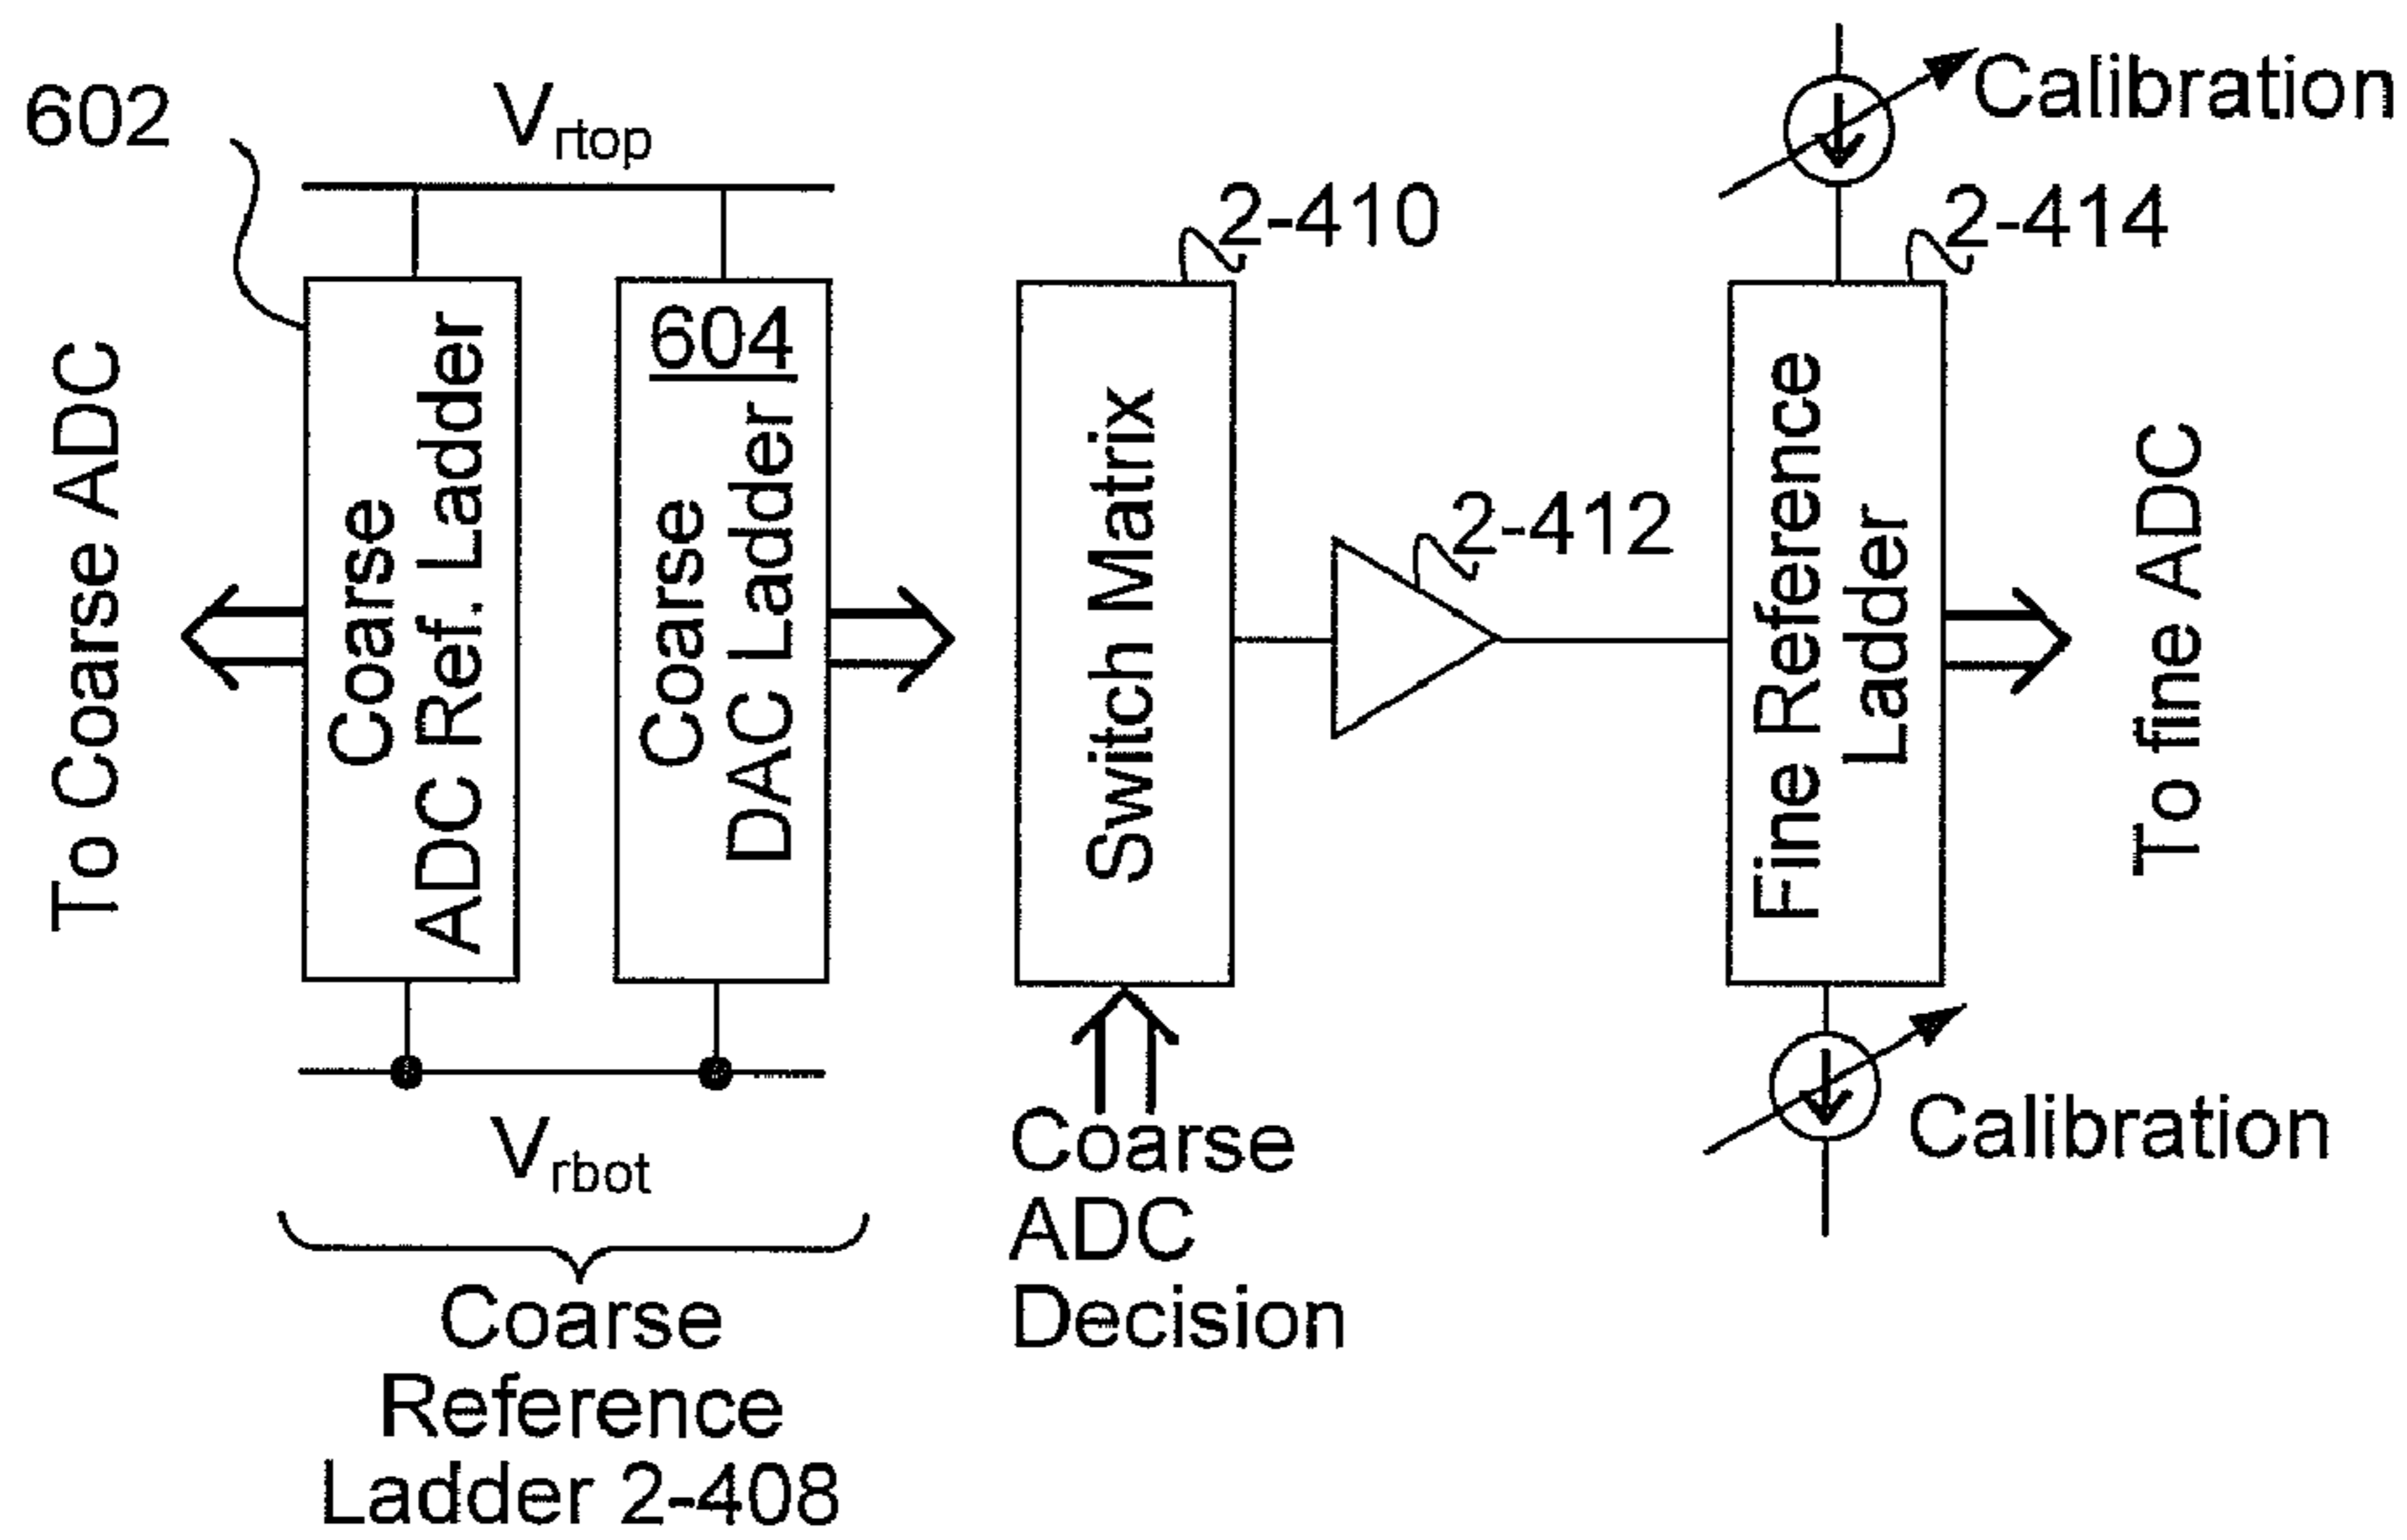 602
V_rtop
Calibration
2-410
2-414
To Coarse ADC
Coarse
ADC Ref. Ladder
604
Coarse
DAC Ladder
Switch Matrix
2-412
Fine Reference
Ladder
To fine ADC
V_rbot
Coarse
ADC
Decision
Calibration
Coarse
Reference
Ladder 2-408